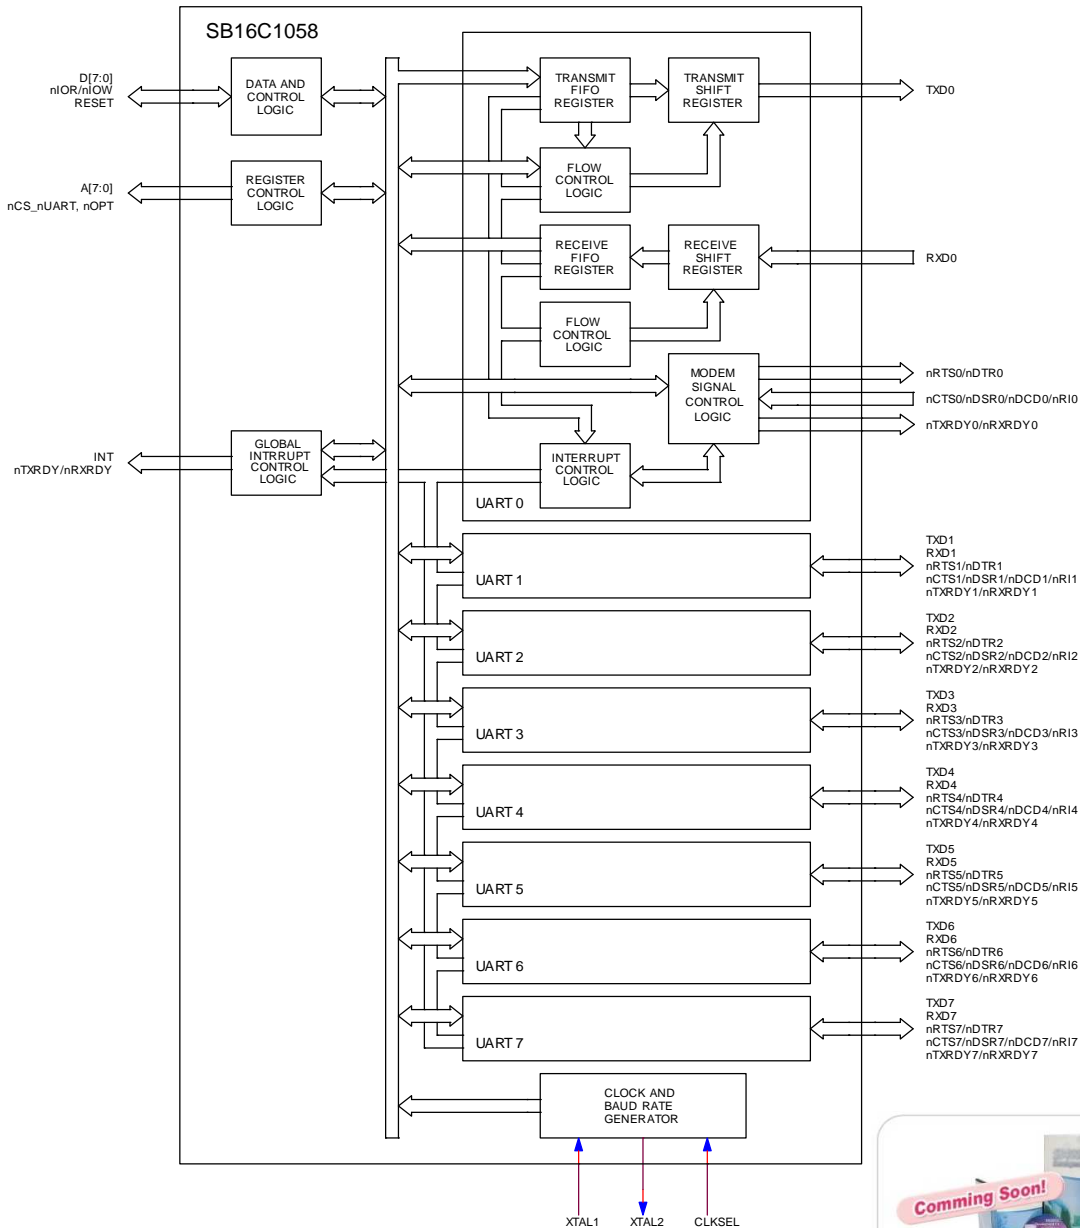 SB16C1058
D[7:0]
nIOR/nIOW
RESET
DATA AND
CONTROL
LOGIC
TRANSMIT
FIFO
REGISTER
TRANSMIT
SHIFT
REGISTER
TXD0
A[7:0]
nCS_nUART, nOPT
REGISTER
CONTROL
LOGIC
FLOW
CONTROL
LOGIC
RECEIVE
FIFO
REGISTER
RECEIVE
SHIFT
REGISTER
RXD0
FLOW
CONTROL
LOGIC
MODEM
SIGNAL
CONTROL
LOGIC
nRTS0/nDTR0
nCTS0/nDSR0/nDCD0/nRI0
nTXRDY0/nRXRDY0
INT
nTXRDY/nRXRDY
GLOBAL
INTRRUPT
CONTROL
LOGIC
INTERRUPT
CONTROL
LOGIC
UART 0
UART 1
TXD1
RXD1
nRTS1/nDTR1
nCTS1/nDSR1/nDCD1/nRI1
nTXRDY1/nRXRDY1
UART 2
TXD2
RXD2
nRTS2/nDTR2
nCTS2/nDSR2/nDCD2/nRI2
nTXRDY2/nRXRDY2
UART 3
TXD3
RXD3
nRTS3/nDTR3
nCTS3/nDSR3/nDCD3/nRI3
nTXRDY3/nRXRDY3
UART 4
TXD4
RXD4
nRTS4/nDTR4
nCTS4/nDSR4/nDCD4/nRI4
nTXRDY4/nRXRDY4
UART 5
TXD5
RXD5
nRTS5/nDTR5
nCTS5/nDSR5/nDCD5/nRI5
nTXRDY5/nRXRDY5
UART 6
TXD6
RXD6
nRTS6/nDTR6
nCTS6/nDSR6/nDCD6/nRI6
nTXRDY6/nRXRDY6
UART 7
TXD7
RXD7
nRTS7/nDTR7
nCTS7/nDSR7/nDCD7/nRI7
nTXRDY7/nRXRDY7
CLOCK AND
BAUD RATE
GENERATOR
XTAL1
XTAL2
CLKSEL
Comming Soon!